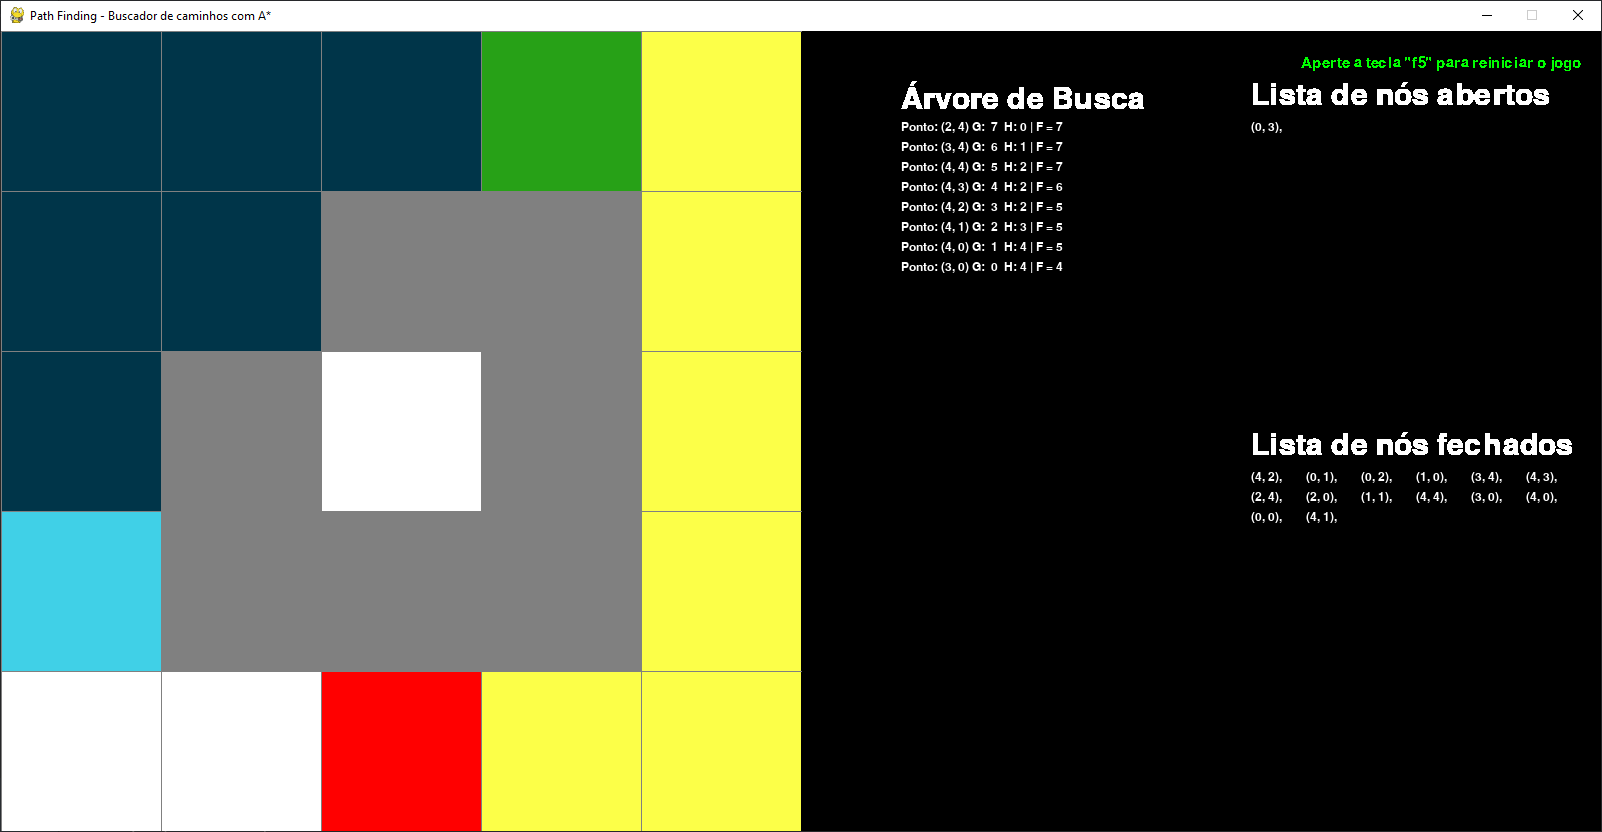 Path Finding - Buscador de caminhos com A*
Aperte a tecla "f5" para reiniciar o jogo
Árvore de Busca
Ponto: (2, 4) G: 7 H: 0 | F = 7
Ponto: (3, 4) G: 6 H: 1 | F = 7
Ponto: (4, 4) G: 5 H: 2 | F = 7
Ponto: (4, 3) G: 4 H: 2 | F = 6
Ponto: (4, 2) G: 3 H: 2 | F = 5
Ponto: (4, 1) G: 2 H: 3 | F = 5
Ponto: (4, 0) G: 1 H: 4 | F = 5
Ponto: (3, 0) G: 0 H: 4 | F = 4
Lista de nós abertos
(0, 3),
Lista de nós fechados
(4, 2), (0, 1), (0, 2), (1, 0), (3, 4), (4, 3),
(2, 4), (2, 0), (1, 1), (4, 4), (3, 0), (4, 0),
(0, 0), (4, 1),